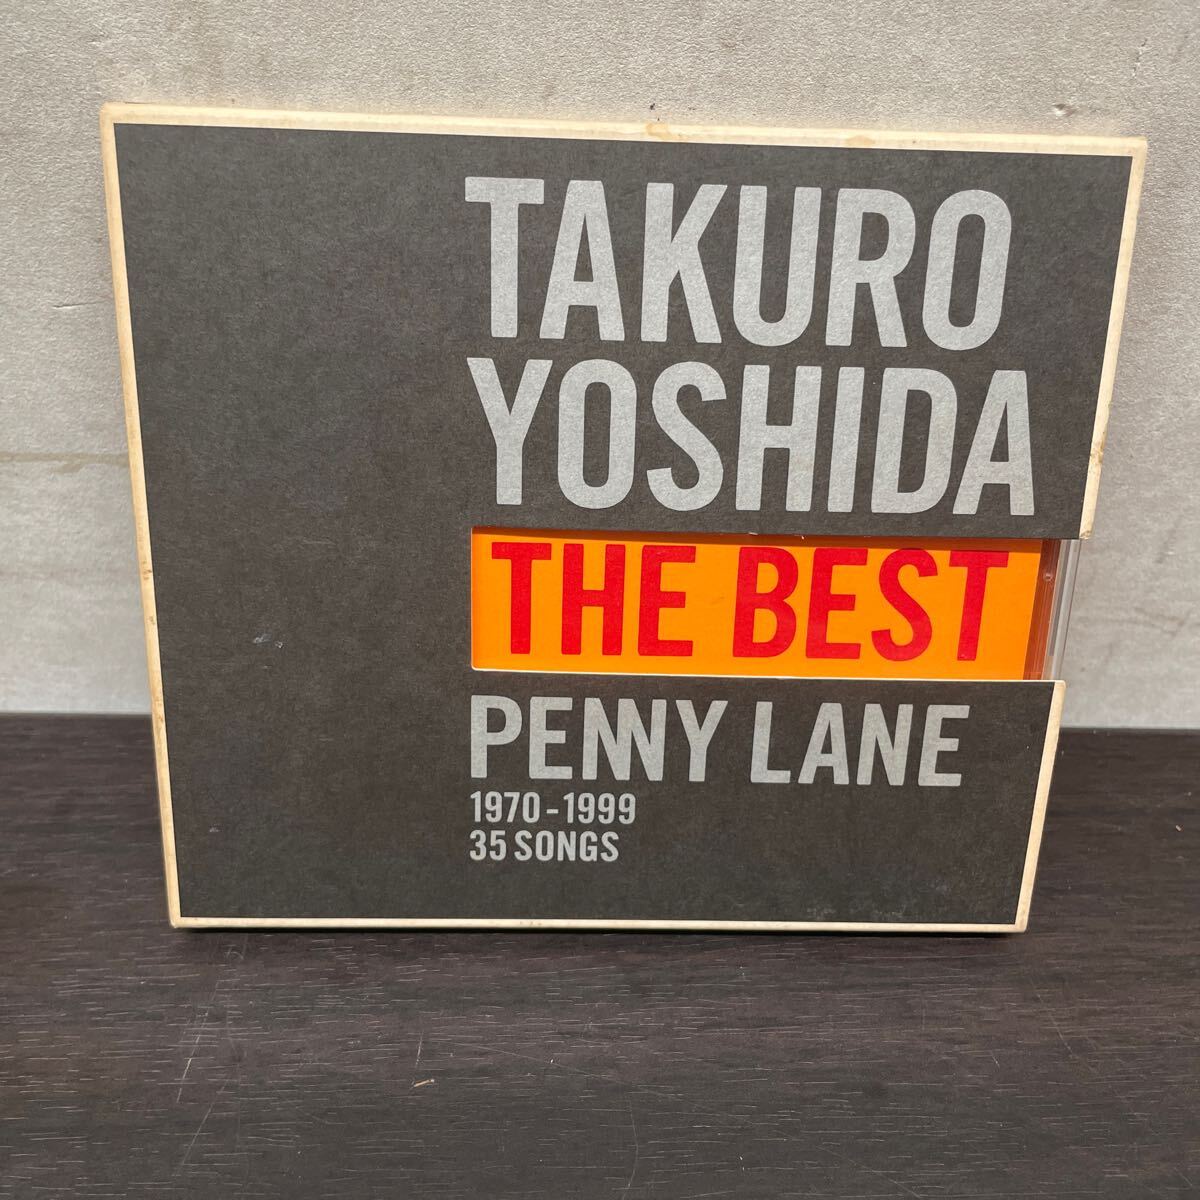 TAKURO
YOSHIDA
THE BEST
PENNY LANE
1970-1999
35 SONGS